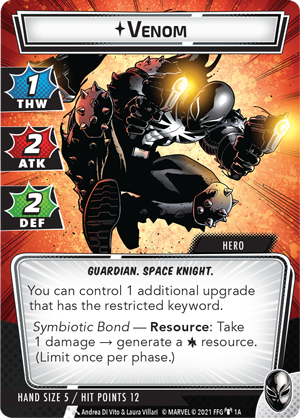 VENOM
1
THW
2
ATK
2
DEF
HERO
GUARDIAN. SPACE KNIGHT.
You can control 1 additional upgrade
that has the restricted keyword.
Symbiotic Bond — Resource: Take
1 damage → generate a resource.
(Limit once per phase.)
HAND SIZE 5 / HIT POINTS 12
Andrea Di Vito & Laura Villari © MARVEL © 2021 FFG 1A